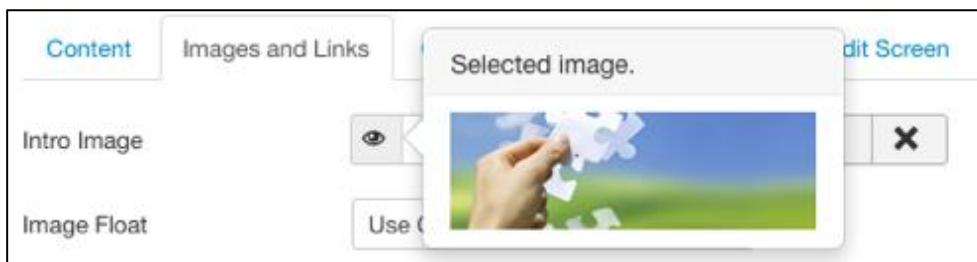 Content Images and Links dit Screen
Selected image.
Intro Image
Image Float Use